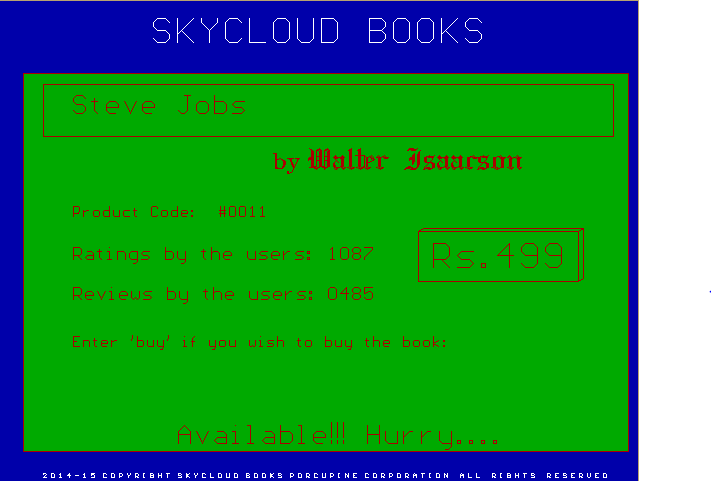 SKYCLOUD BOOKS
Steve Jobs
by Walter Isaacson
Product Code: #0011
Ratings by the users: 1087
Rs.499
Reviews by the users: 0485
Enter 'buy' if you wish to buy the book:
Available!!! Hurry....
2014-15 COPYRIGHT SKYCLOUD BOOKS PORCUPINE CORPORATION ALL RIGHTS RESERVED